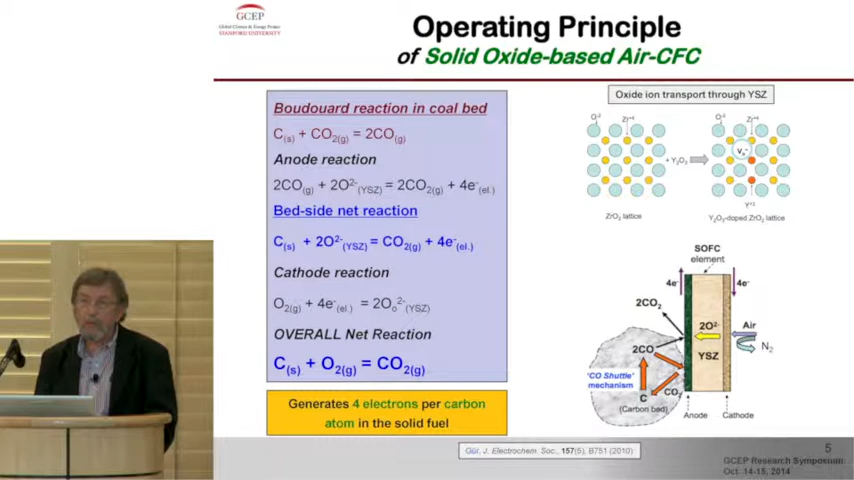 GCEP
Global Climate & Energy Project
STANFORD UNIVERSITY
Operating Principle
of Solid Oxide-based Air-CFC
Boudouard reaction in coal bed
C(s) + CO2(g) = 2CO(g)
Anode reaction
2CO(g) + 2O2-(YSZ) = 2CO2(g) + 4e-(el.)
Bed-side net reaction
C(s) + 2O2-(YSZ) = CO2(g) + 4e-(el.)
Cathode reaction
O2(g) + 4e-(el.) = 2Oo2-(YSZ)
OVERALL Net Reaction
C(s) + O2(g) = CO2(g)
Generates 4 electrons per carbon
atom in the solid fuel
Oxide ion transport through YSZ
O-2 Zr+4 O-2 Zr+4
+ Y2O3
Y+3
ZrO2 lattice
Y2O3-doped ZrO2 lattice
SOFC
element
4e- 4e-
2CO2
2O2- Air
2CO YSZ N2
'CO Shuttle'
mechanism
CO2
C
(Carbon bed)
Anode Cathode
Gül, J. Electrochem. Soc., 157(5), B751 (2010)
5
GCEP Research Symposium
Oct. 14-15, 2014